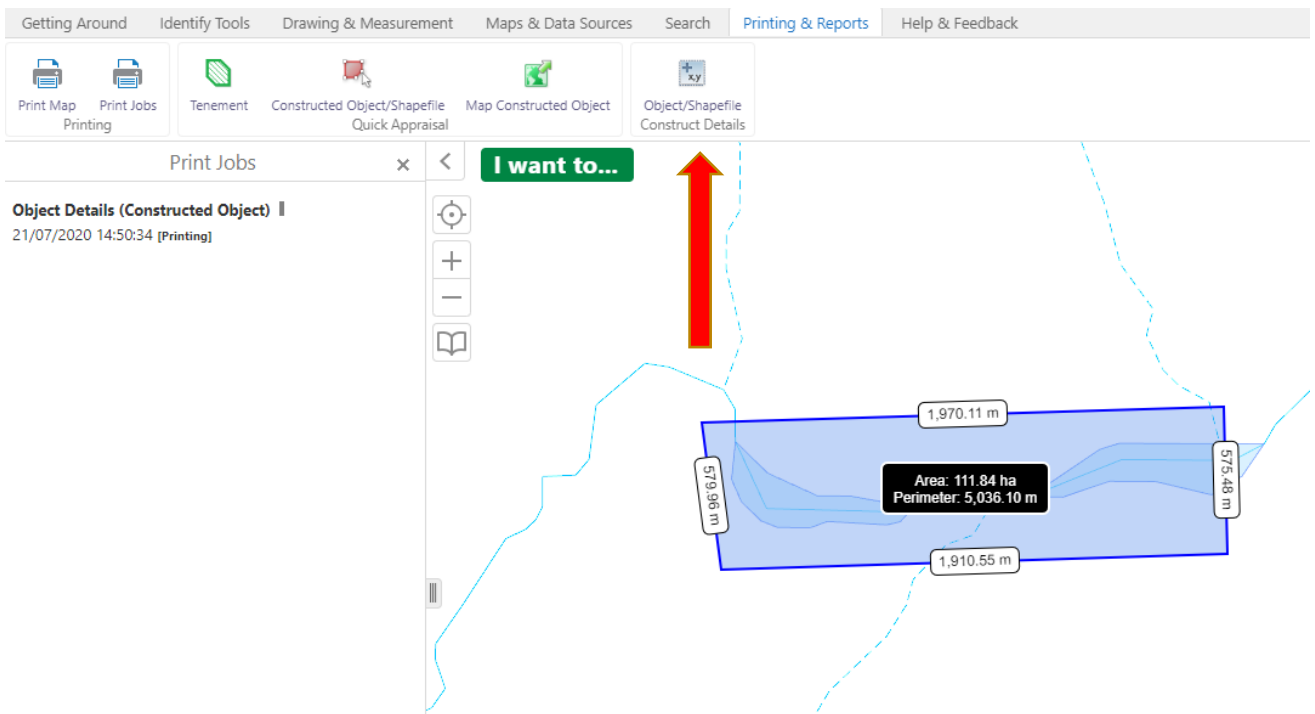 Getting Around Identify Tools Drawing & Measurement Maps & Data Sources Search Printing & Reports Help & Feedback
x,y
Print Map Print Jobs Tenement Constructed Object/Shapefile Map Constructed Object Object/Shapefile
Printing Quick Appraisal Construct Details
Print Jobs
I want to...
Object Details (Constructed Object)
21/07/2020 14:50:34 [Printing]
1,970.11 m
579.96 m
Area: 111.84 ha
Perimeter: 5,036.10 m
575.48 m
1,910.55 m